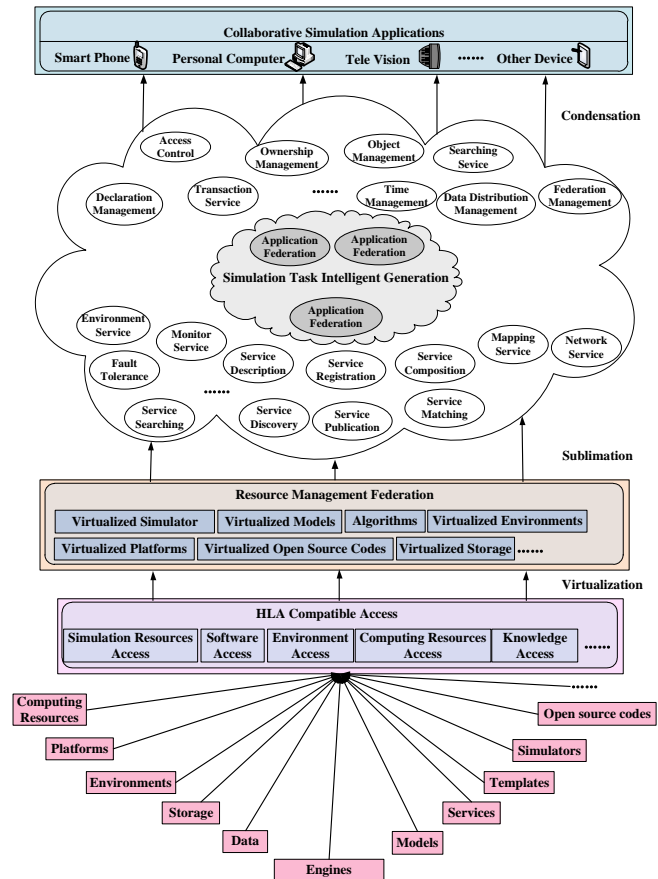 Collaborative Simulation Applications
Smart Phone
Personal Computer
Tele Vision
......
Other Device
Condensation
Access
Control
Ownership
Management
Object
Management
Searching
Sevice
Declaration
Management
Transaction
Service
......
Time
Management
Data Distribution
Management
Federation
Management
Application
Federation
Application
Federation
Simulation Task Intelligent Generation
Application
Federation
Environment
Service
Monitor
Service
Mapping
Service
Network
Service
Fault
Tolerance
Service
Description
Service
Registration
Service
Composition
......
Service
Searching
Service
Discovery
Service
Publication
Service
Matching
Sublimation
Resource Management Federation
Virtualized Simulator
Virtualized Models
Algorithms
Virtualized Environments
Virtualized Platforms
Virtualized Open Source Codes
Virtualized Storage
......
Virtualization
HLA Compatible Access
Simulation Resources
Access
Software
Access
Environment
Access
Computing Resources
Access
Knowledge
Access
......
......
Computing
Resources
Open source codes
Platforms
Simulators
Environments
Templates
Storage
Services
Data
Models
Engines